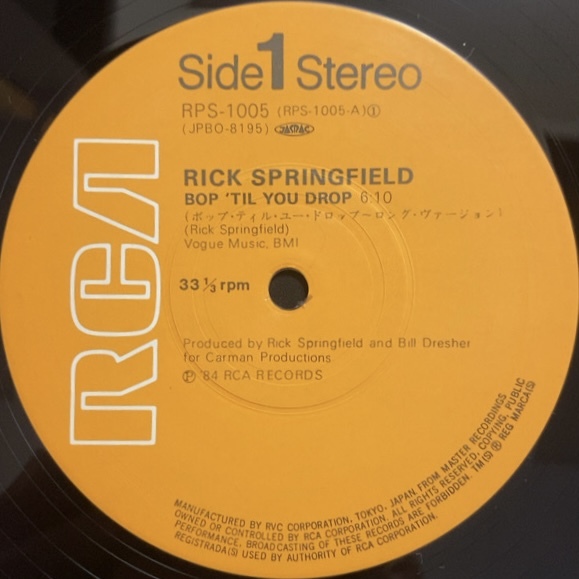 Side 1 Stereo
RPS-1005 (RPS-1005-A)①
(JPBO-8195) JASRAC
RCA
RICK SPRINGFIELD
BOP 'TIL YOU DROP 6:10
(ボップ・ティル・ユー・ドロップ〜ロング・ヴァージョン)
(Rick Springfield)
Vogue Music, BMI
33 1/3 rpm
Produced by Rick Springfield and Bill Dresher
for Carman Productions
Ⓟ '84 RCA RECORDS
MANUFACTURED BY RVC CORPORATION, TOKYO, JAPAN, FROM MASTER RECORDINGS
OWNED OR CONTROLLED BY RCA CORPORATION. ALL RIGHTS RESERVED. COPYING, PUBLIC
PERFORMANCE, BROADCASTING OF THESE RECORDS ARE FORBIDDEN. TM(S) ® REG MARCA(S)
REGISTRADA(S) USED BY AUTHORITY OF RCA CORPORATION.